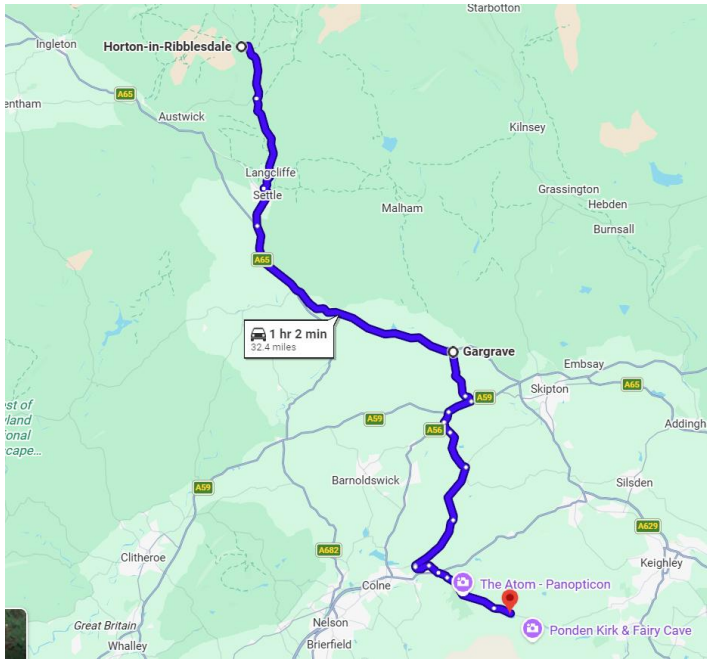 Starbotton
Ingleton
Horton-in-Ribblesdale
A65
Austwick
Kilnsey
Langcliffe
Settle
Grassington
Hebden
Malham
Burnsall
A65
1 hr 2 min
32.4 miles
Gargrave
Embsay
Skipton
A65
A59
A59
Addingh
A56
Barnoldswick
A59
Silsden
A629
A682
Clitheroe
Keighley
Colne
The Atom - Panopticon
Great Britain
Nelson
Ponden Kirk & Fairy Cave
Brierfield
Whalley
entham
est of
yland
ional
scape...